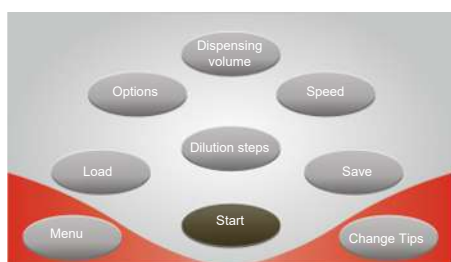 Dispensing
volume
Options
Speed
Dilution steps
Load
Save
Start
Menu
Change Tips